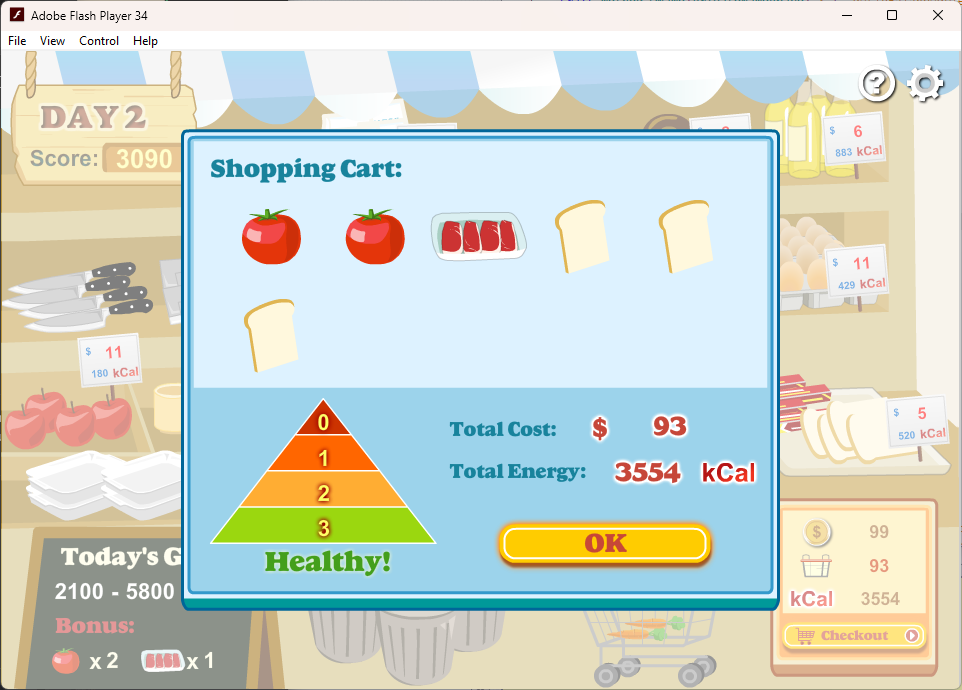 Adobe Flash Player 34
File View Control Help
DAY 2
Score: 3090
$ 6
883 kCal
Shopping Cart:
$ 11
429 kCal
$ 11
180 kCal
$ 5
520 kCal
0
1
2
3
Healthy!
Total Cost: $ 93
Total Energy: 3554 kCal
OK
Today's G
2100 - 5800
Bonus:
x 2
x 1
$ 99
93
kCal 3554
Checkout